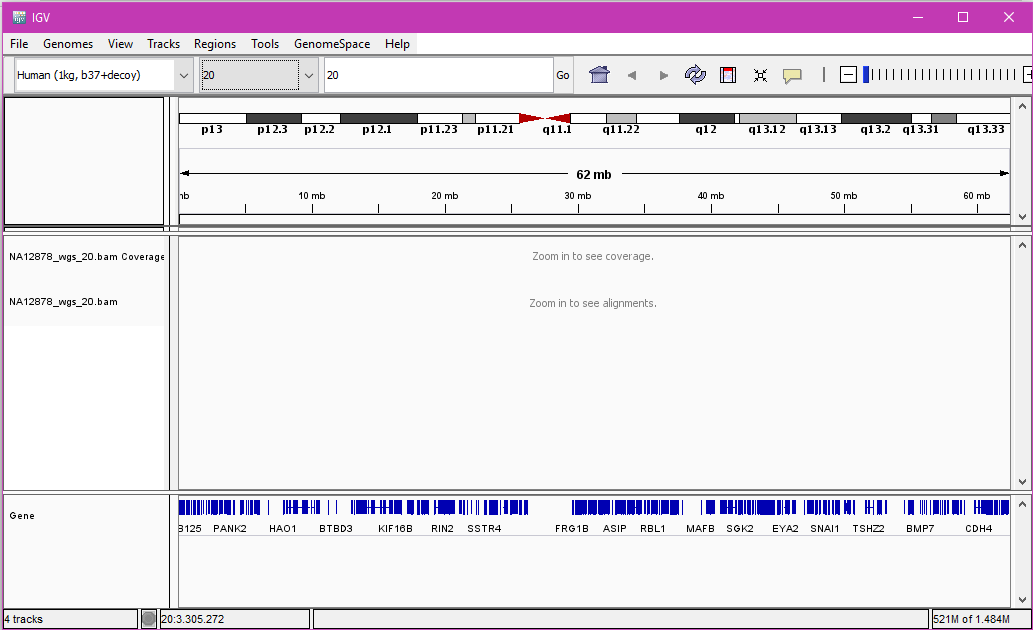 IGV
File Genomes View Tracks Regions Tools GenomeSpace Help
Human (1kg, b37+decoy) 20 20 Go
p13 p12.3 p12.2 p12.1 p11.23 p11.21 q11.1 q11.22 q12 q13.12 q13.13 q13.2 q13.31 q13.33
62 mb
mb 10 mb 20 mb 30 mb 40 mb 50 mb 60 mb
NA12878_wgs_20.bam Coverage Zoom in to see coverage.
NA12878_wgs_20.bam Zoom in to see alignments.
Gene
B125 PANK2 HAO1 BTBD3 KIF16B RIN2 SSTR4 FRG1B ASIP RBL1 MAFB SGK2 EYA2 SNAI1 TSHZ2 BMP7 CDH4
4 tracks 20:3.305.272 521M of 1.484M